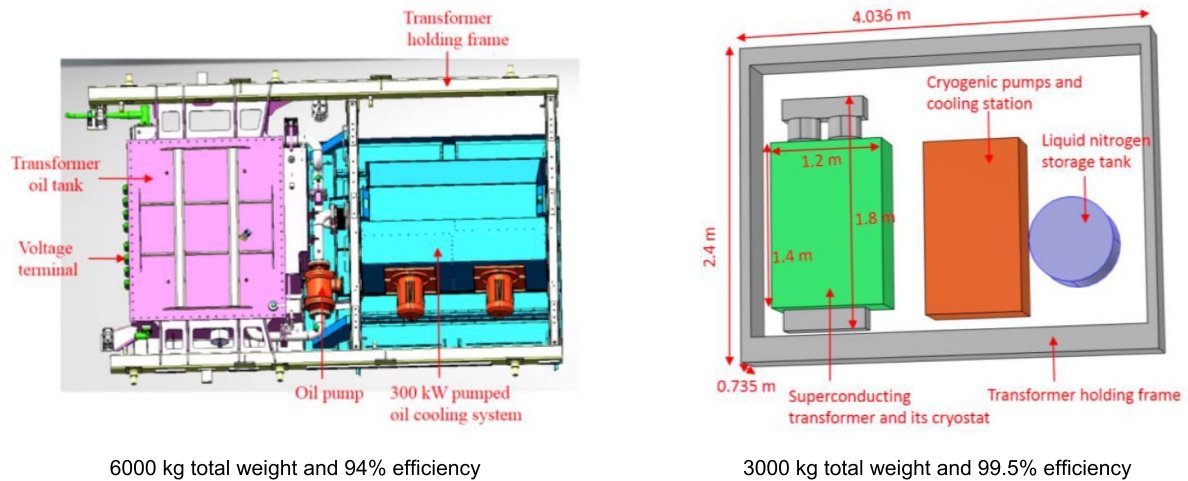 Transformer
holding frame
Transformer
oil tank
Voltage
terminal
Oil pump
300 kW pumped
oil cooling system
6000 kg total weight and 94% efficiency
4.036 m
Cryogenic pumps and
cooling station
Liquid nitrogen
storage tank
1.2 m
1.8 m
2.4 m
1.4 m
0.735 m
Superconducting
transformer and its cryostat
Transformer holding frame
3000 kg total weight and 99.5% efficiency